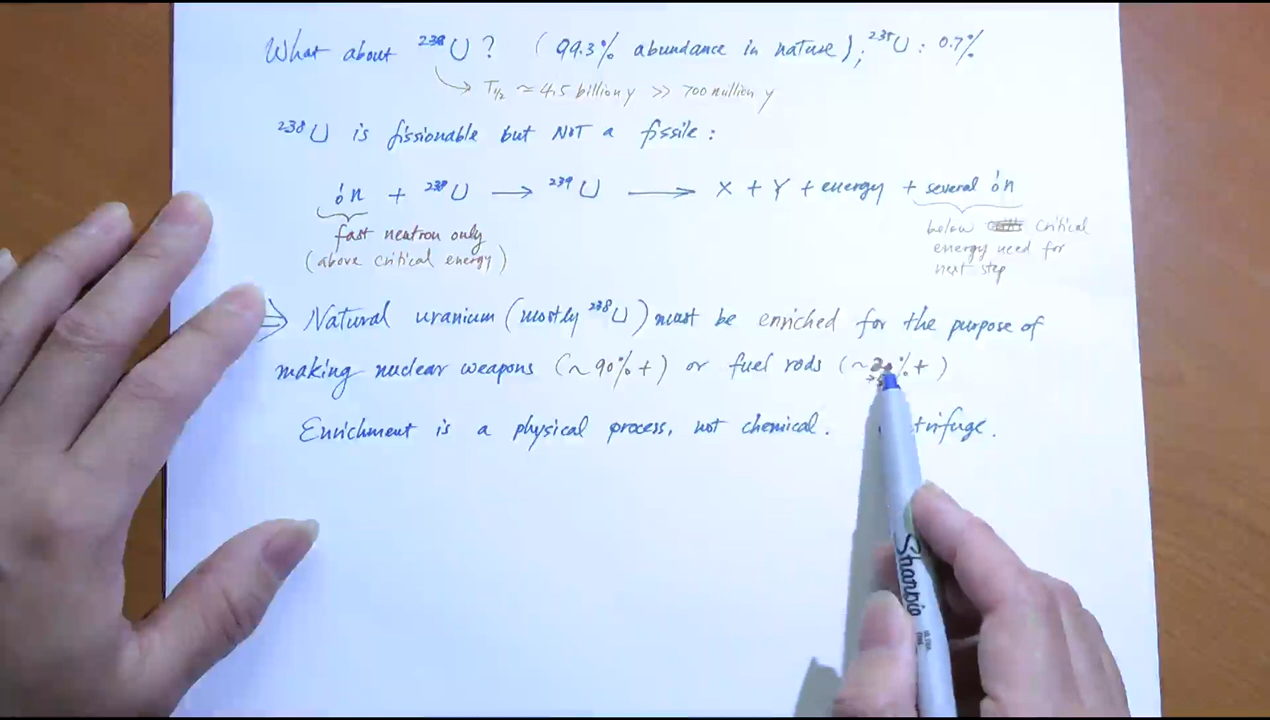 What about ²³⁸U? (99.3% abundance in nature); ²³⁵U: 0.7%
T₁/₂ ≈ 4.5 billion y >> 700 million y
²³⁸U is fissionable but NOT a fissile:
¹₀n + ²³⁸U → ²³⁹U → X + Y + energy + several ¹₀n
fast neutron only
(above critical energy)
below critical
energy need for
next step
⇒ Natural uranium (mostly ²³⁸U) must be enriched for the purpose of
making nuclear weapons (~90%+) or fuel rods (~ %+)
Enrichment is a physical process, not chemical.
Sharpie